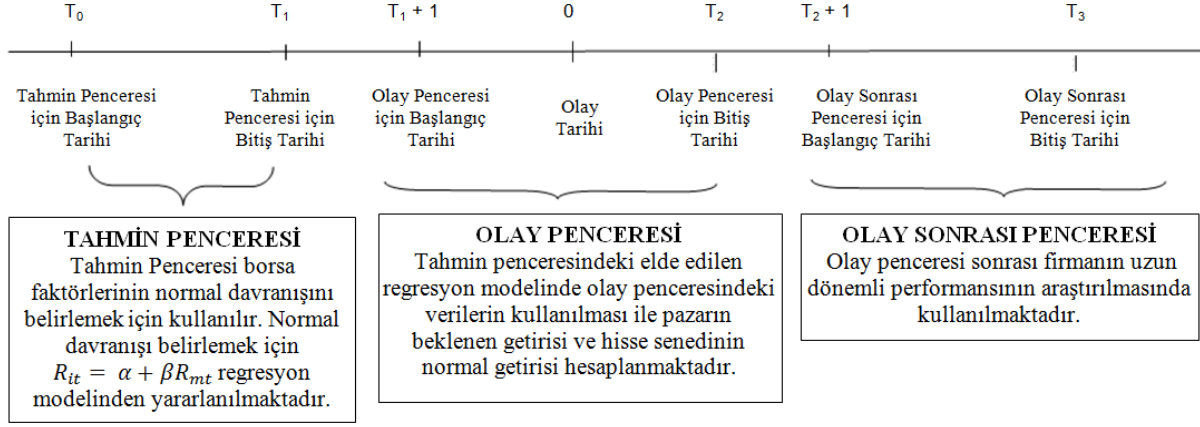 T0 T1 T1 + 1 0 T2 T2 + 1 T3
Tahmin Penceresi
için Başlangıç
Tarihi
Tahmin
Penceresi için
Bitiş Tarihi
Olay Penceresi
için Başlangıç
Tarihi
Olay
Tarihi
Olay Penceresi
için Bitiş
Tarihi
Olay Sonrası
Penceresi için
Başlangıç Tarihi
Olay Sonrası
Penceresi için
Bitiş Tarihi
TAHMİN PENCERESİ
Tahmin Penceresi borsa
faktörlerinin normal davranışını
belirlemek için kullanılır. Normal
davranışı belirlemek için
Rit = α + βRmt regresyon
modelinden yararlanılmaktadır.
OLAY PENCERESİ
Tahmin penceresindeki elde edilen
regresyon modelinde olay penceresindeki
verilerin kullanılması ile pazarın
beklenen getirisi ve hisse senedinin
normal getirisi hesaplanmaktadır.
OLAY SONRASI PENCERESİ
Olay penceresi sonrası firmanın uzun
dönemli performansının araştırılmasında
kullanılmaktadır.